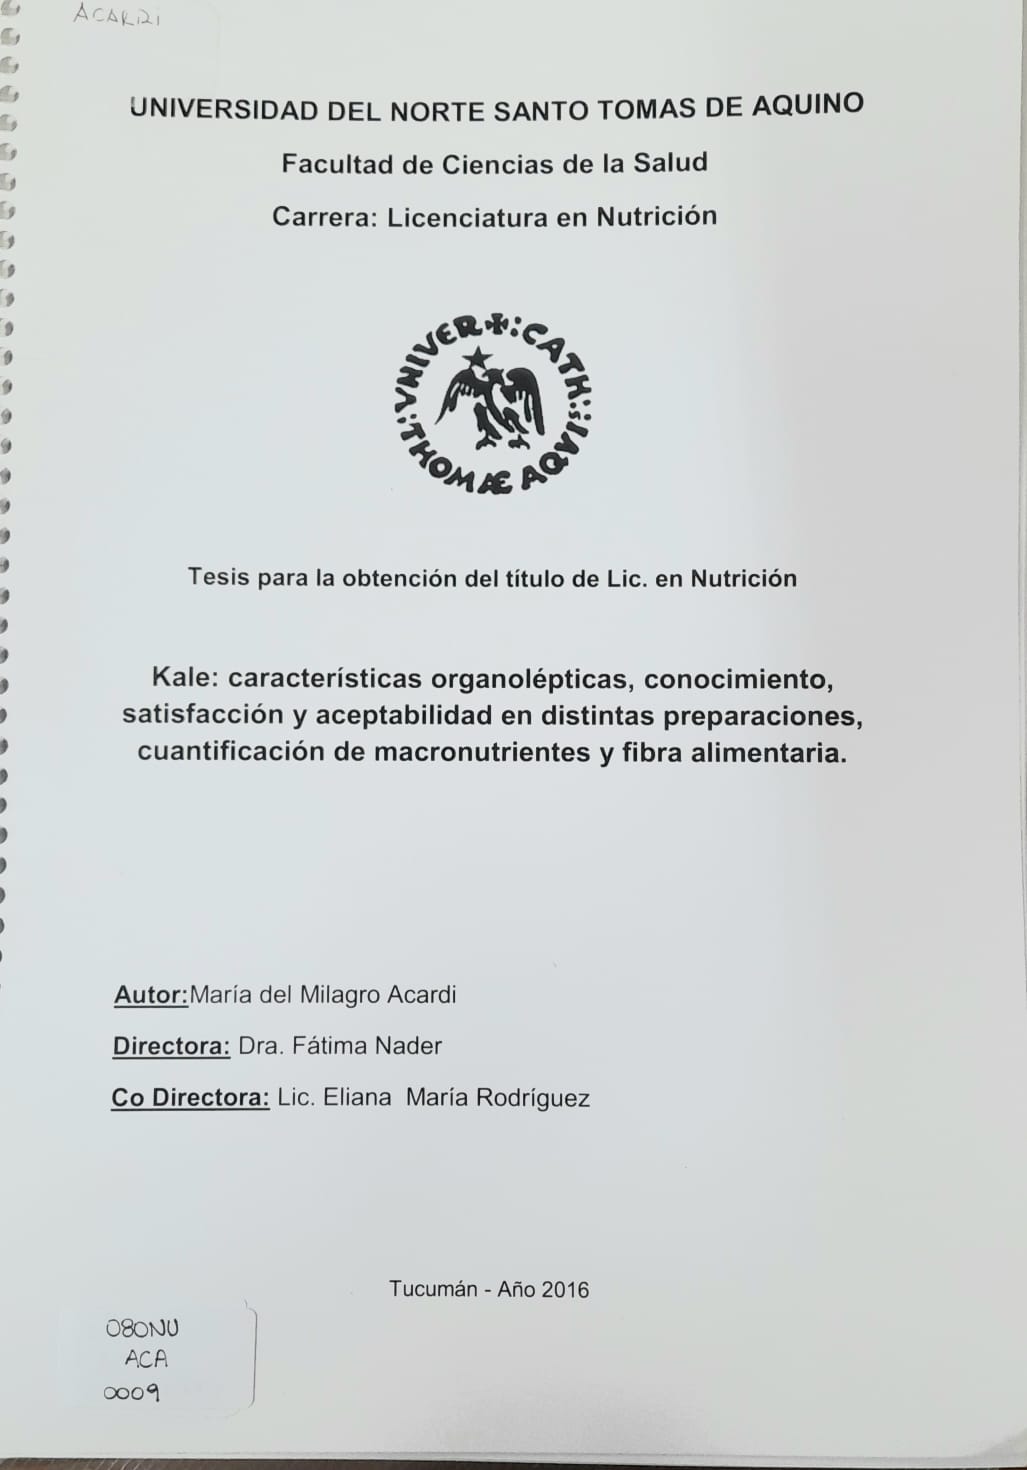 ACARDI
UNIVERSIDAD DEL NORTE SANTO TOMAS DE AQUINO
Facultad de Ciencias de la Salud
Carrera: Licenciatura en Nutrición
VNIVER ✠ : CATH :: S : THOMÆ AQVI
Tesis para la obtención del título de Lic. en Nutrición
Kale: características organolépticas, conocimiento,
satisfacción y aceptabilidad en distintas preparaciones,
cuantificación de macronutrientes y fibra alimentaria.
Autor:María del Milagro Acardi
Directora: Dra. Fátima Nader
Co Directora: Lic. Eliana  María Rodríguez
Tucumán - Año 2016
080NU
ACA
0009